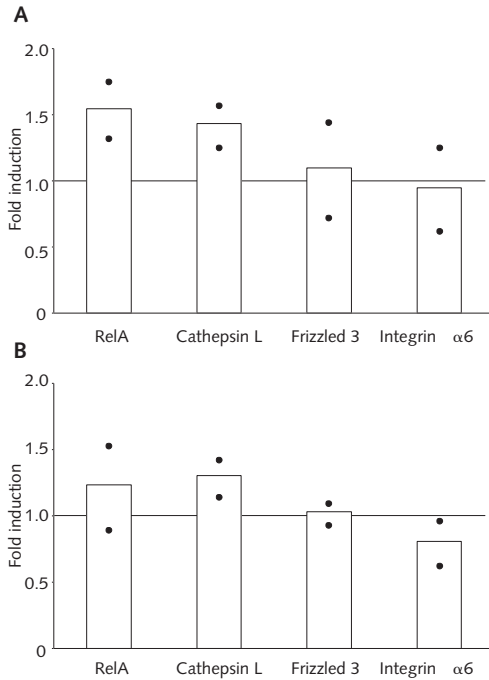 A
2.0
1.5
1.0
0.5
0
Fold induction
RelA Cathepsin L Frizzled 3 Integrin α6
B
2.0
1.5
1.0
0.5
0
Fold induction
RelA Cathepsin L Frizzled 3 Integrin α6